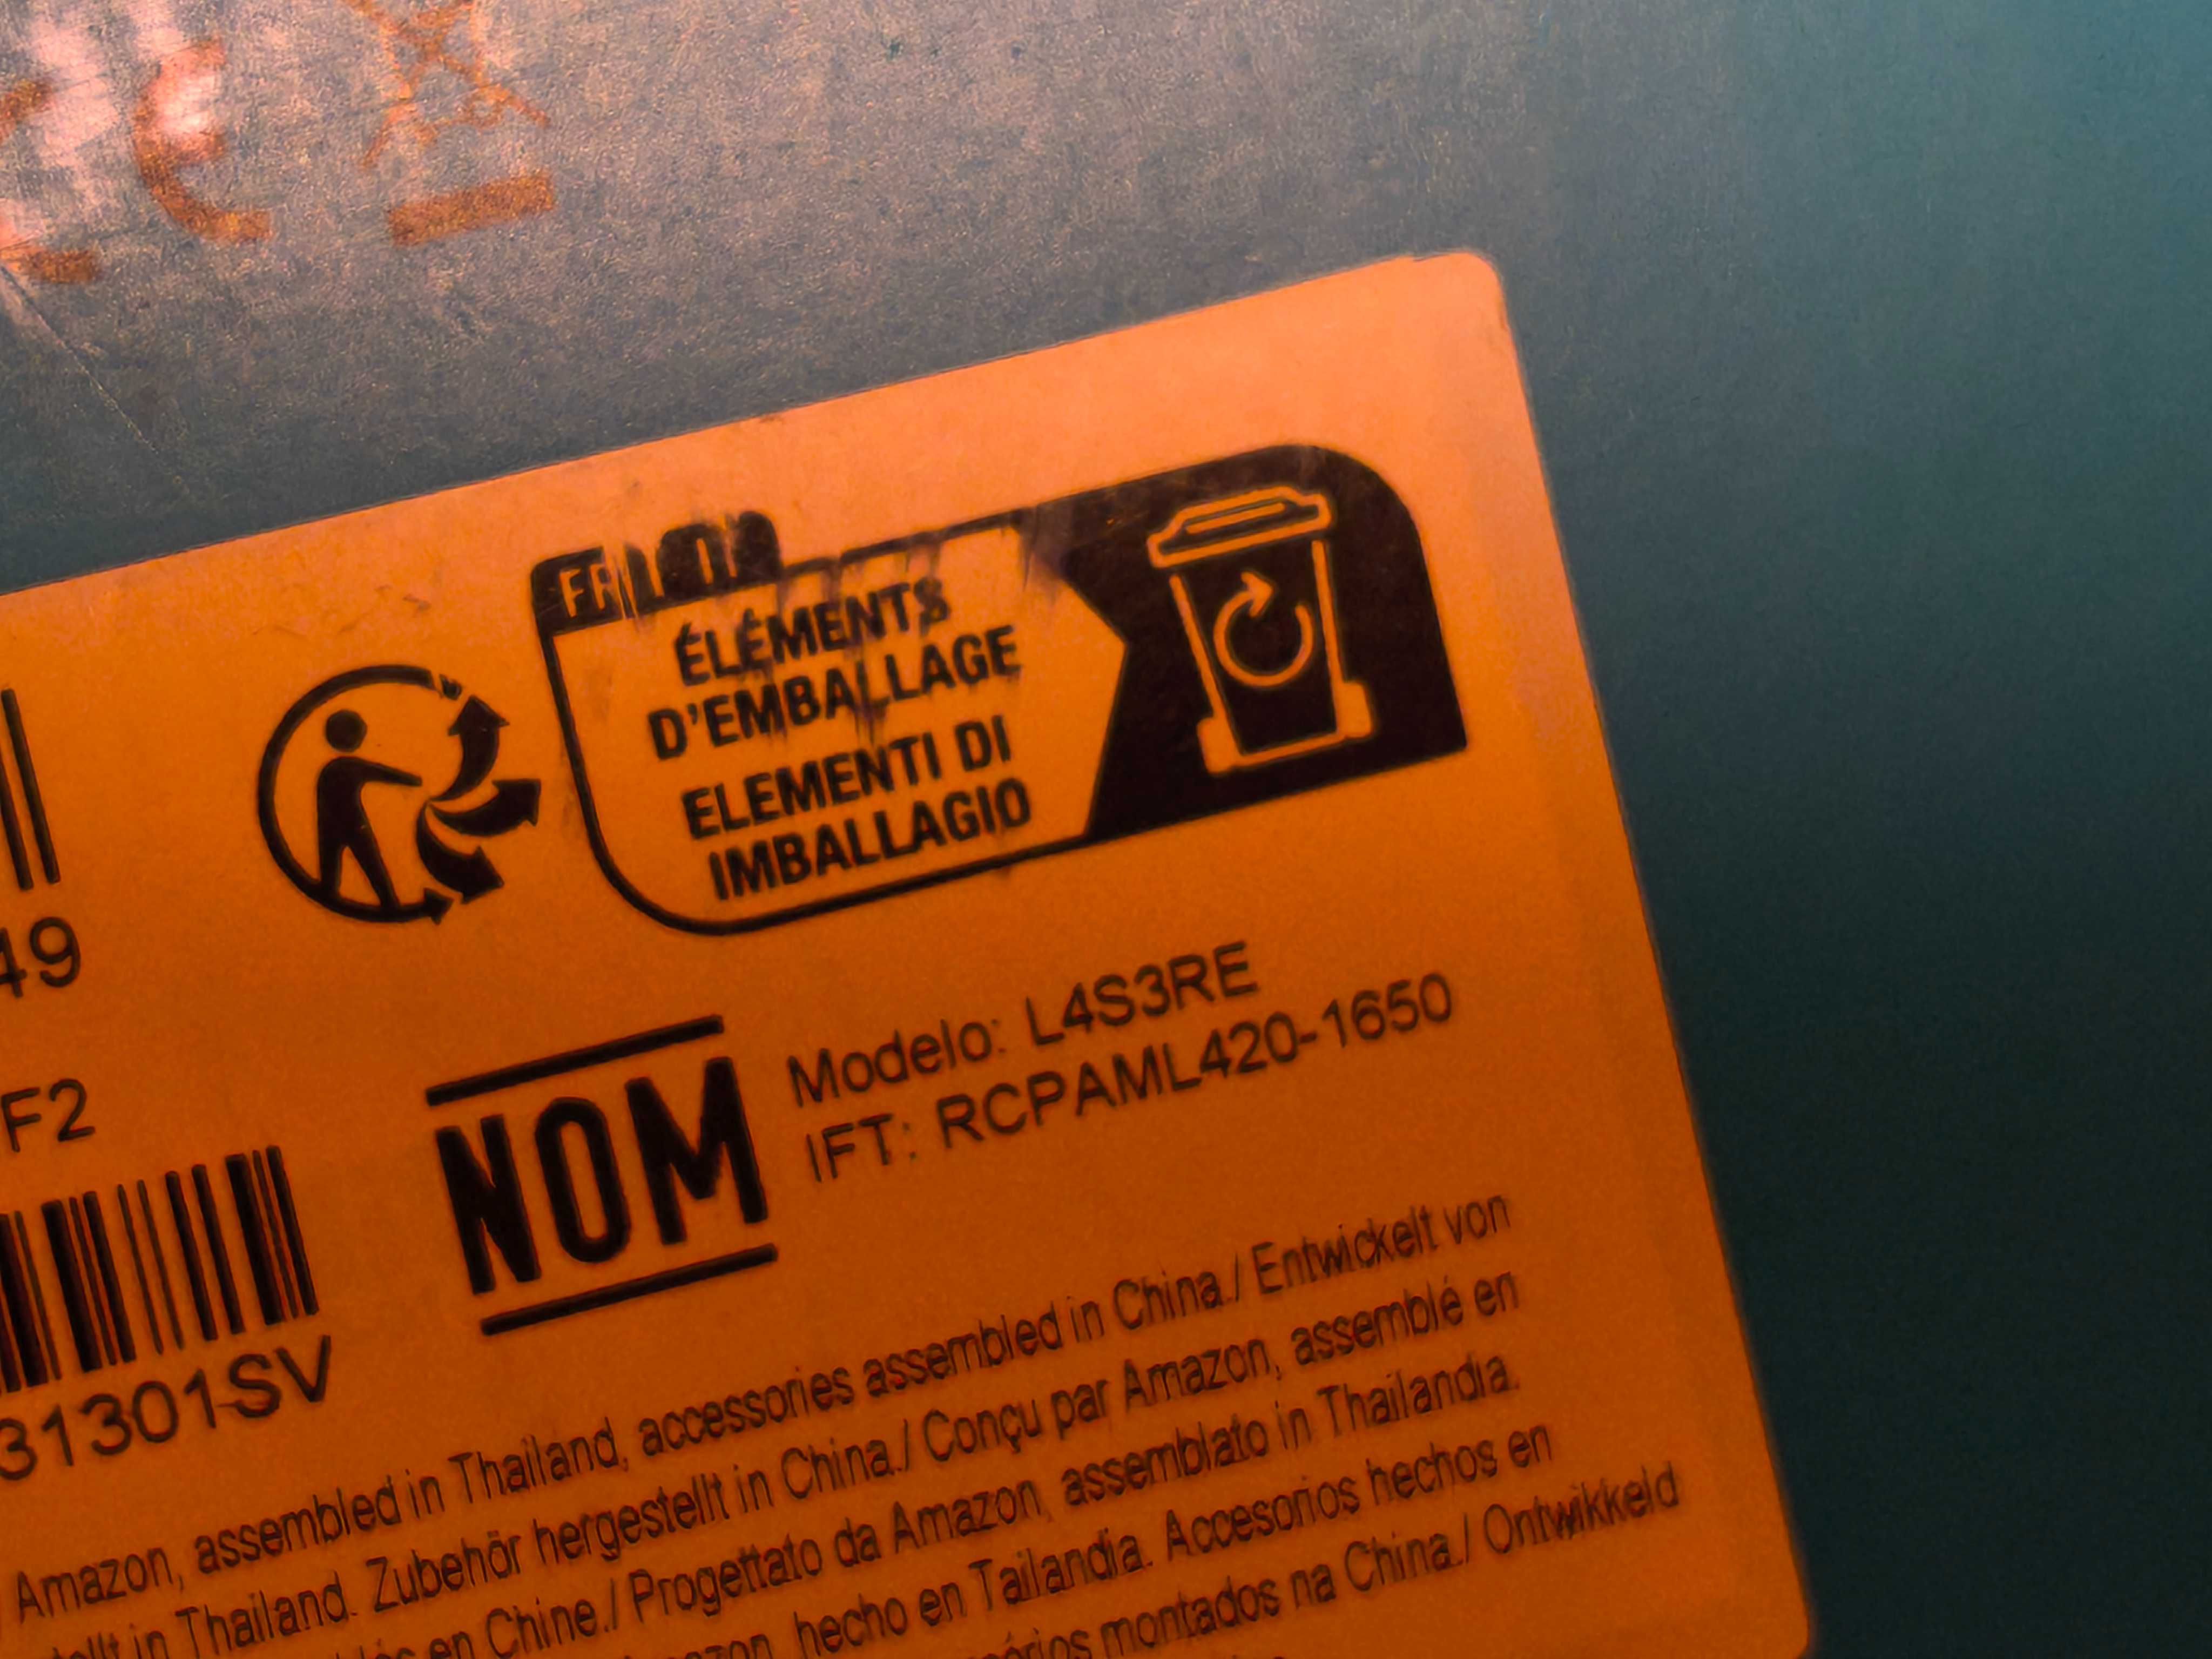 CE
FR
ÉLÉMENTS
D'EMBALLAGE
ELEMENTI DI
IMBALLAGIO
49
Modelo: L4S3RE
IFT: RCPAML420-1650
F2
NOM
31301SV
Amazon, assembled in Thailand, accessories assembled in China./ Entwickelt von
in Thailand. Zubehör hergestellt in China./ Conçu par Amazon, assemblé en
en Chine./ Progettato da Amazon, assemblato in Thailandia.
hecho en Tailandia. Accesorios hechos en
montados na China./ Ontwikkeld